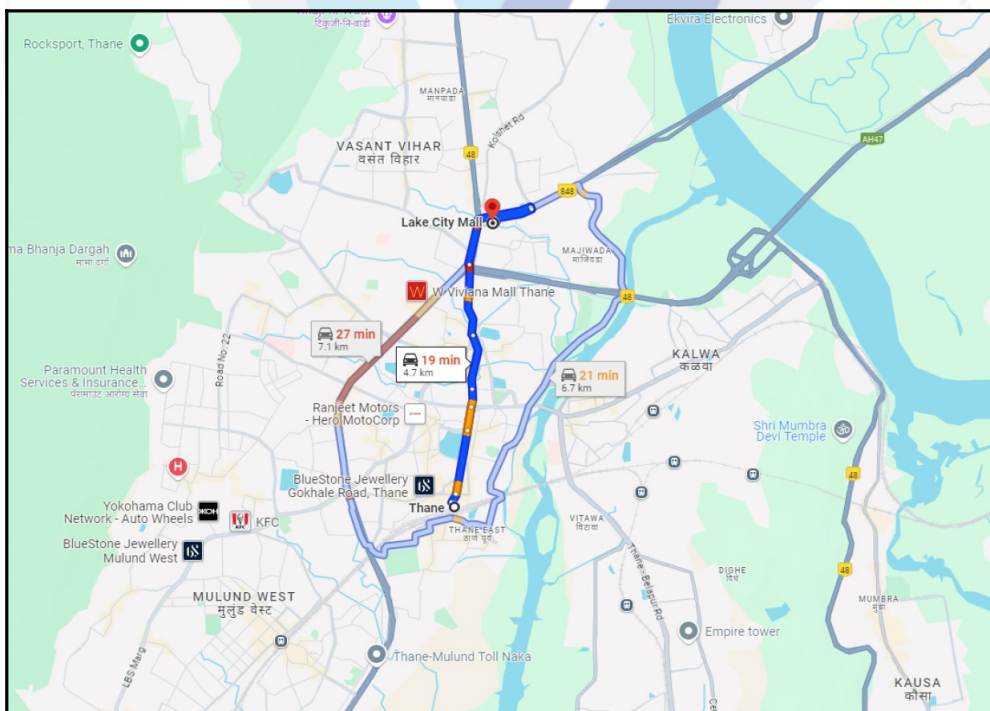 टिकुजी-नि-वाडी
Ekvira Electronics
Rocksport, Thane
MANPADA
मानपाडा
Kolshet Rd
AH47
VASANT VIHAR
वसंत विहार
48
848
Lake City Mall
ma Bhanja Dargah
मामा दर्गा
MAJIWADA
माजिवडा
W Viviana Mall Thane
48
27 min
7.1 km
19 min
4.7 km
21 min
6.7 km
KALWA
कळवा
Road No. 22
Paramount Health
Services & Insurance...
पॅरामाउंट आरोग्य सेवा
Ranjeet Motors
- Hero MotoCorp
Shri Mumbra
Devi Temple
48
BlueStone Jewellery
Gokhale Road, Thane
Thane
Yokohama Club
Network - Auto Wheels
KFC
THANE EAST
ठाणे पूर्व
VITAWA
विटावा
BlueStone Jewellery
Mulund West
Thane - Belapur Rd
DIGHE
दिघे
48
MULUND WEST
मुलुंड वेस्ट
MUMBRA
मुंब्रा
Empire tower
Thane-Mulund Toll Naka
LBS Marg
KAUSA
कौसा